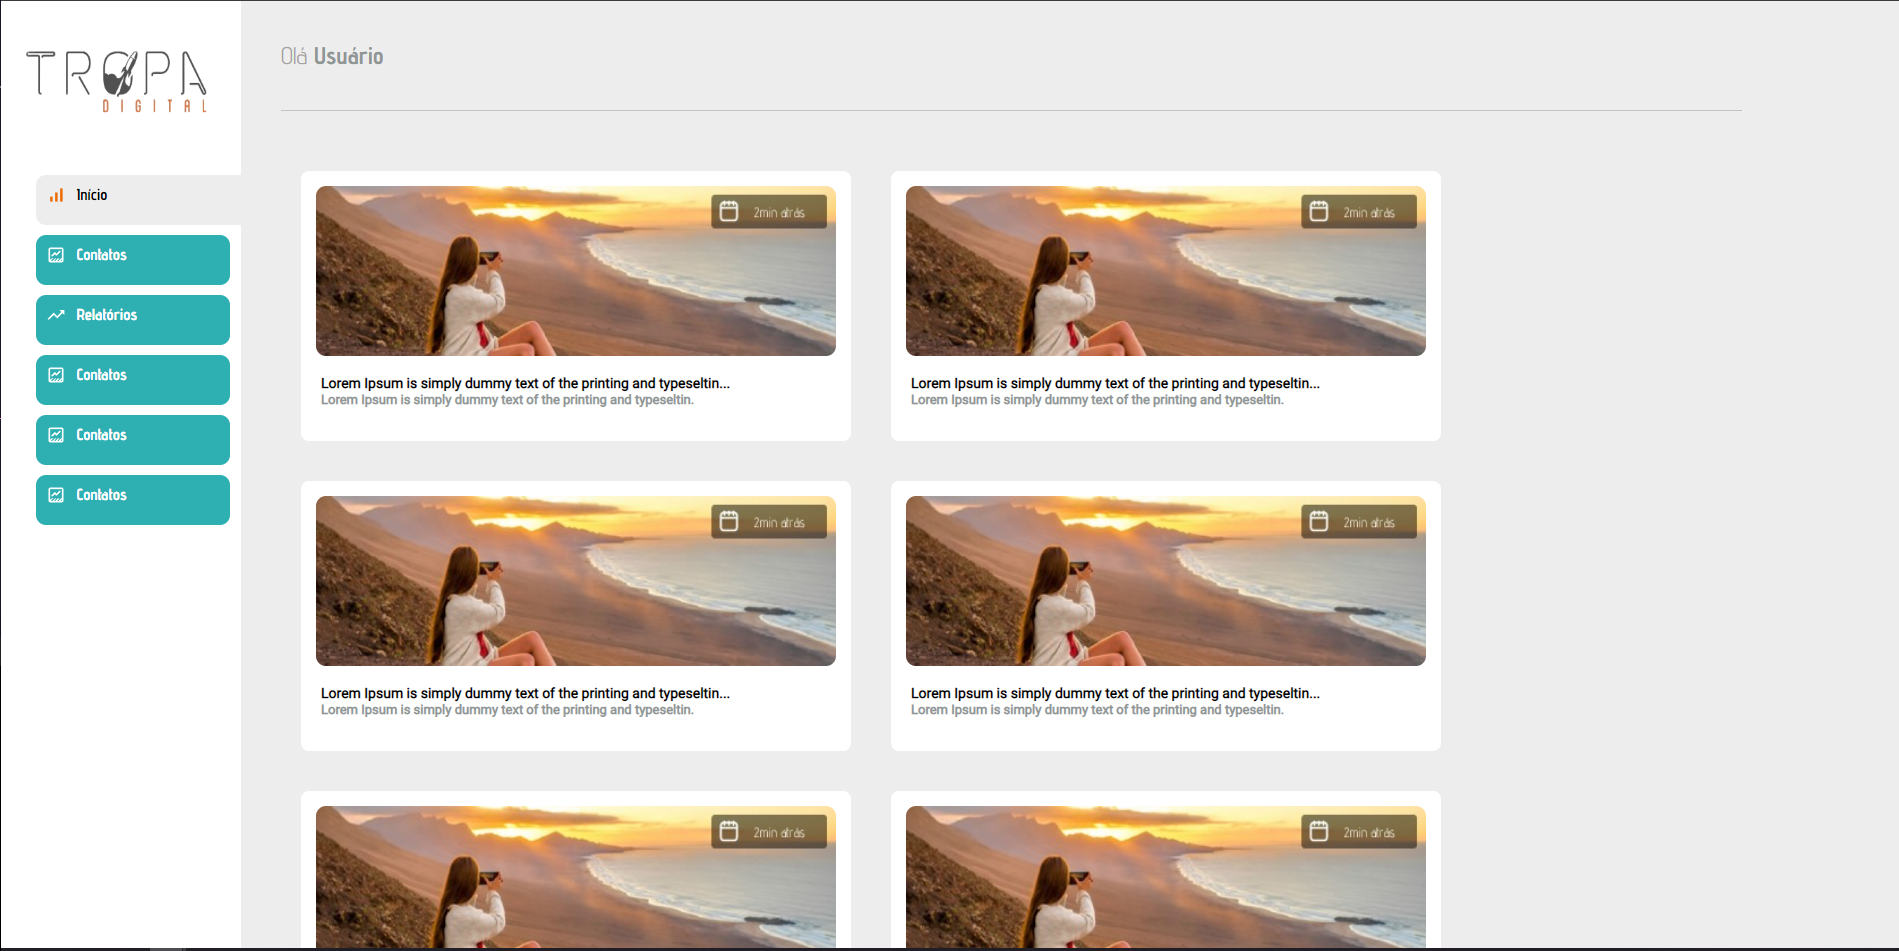 TROPA
DIGITAL
Olá Usuário
Início
Contatos
Relatórios
Contatos
Contatos
Contatos
2min atrás
Lorem Ipsum is simply dummy text of the printing and typeseltin...
Lorem Ipsum is simply dummy text of the printing and typeseltin.
2min atrás
Lorem Ipsum is simply dummy text of the printing and typeseltin...
Lorem Ipsum is simply dummy text of the printing and typeseltin.
2min atrás
Lorem Ipsum is simply dummy text of the printing and typeseltin...
Lorem Ipsum is simply dummy text of the printing and typeseltin.
2min atrás
Lorem Ipsum is simply dummy text of the printing and typeseltin...
Lorem Ipsum is simply dummy text of the printing and typeseltin.
2min atrás
2min atrás